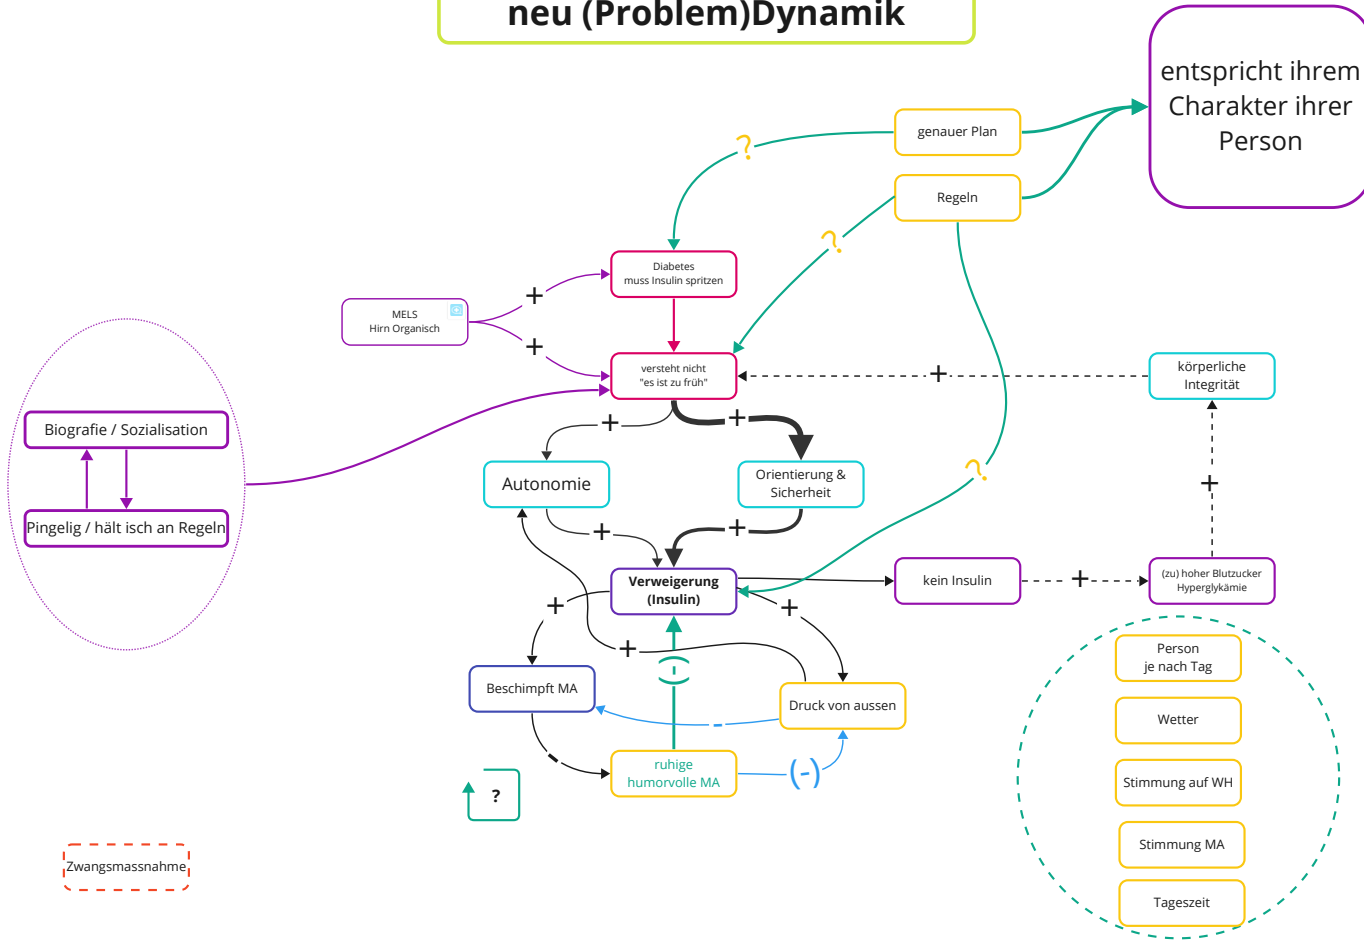 neu (Problem)Dynamik
entspricht ihrem
Charakter ihrer
Person
genauer Plan
?
Regeln
?
Diabetes
muss Insulin spritzen
+
MELS
Hirn Organisch
+
versteht nicht
"es ist zu früh"
+
körperliche
Integrität
Biografie / Sozialisation
Pingelig / hält isch an Regeln
+
+
Autonomie
Orientierung &
Sicherheit
?
+
+
+
Verweigerung
(Insulin)
kein Insulin
+
(zu) hoher Blutzucker
Hyperglykämie
+
+
+
(-)
Beschimpft MA
Druck von aussen
-
-
ruhige
humorvolle MA
(-)
?
Person
je nach Tag
Wetter
Stimmung auf WH
Stimmung MA
Tageszeit
Zwangsmassnahme